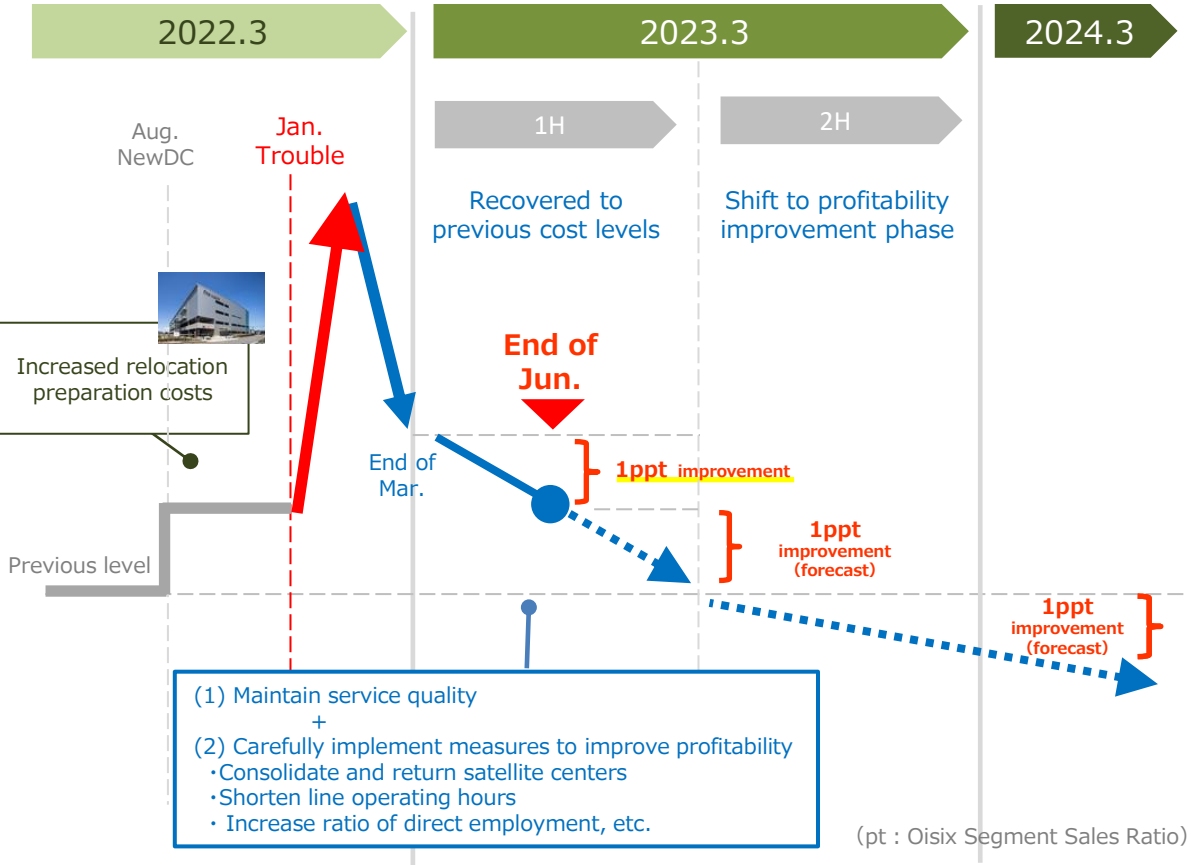 2022.3
2023.3
2024.3
1H
2H
Aug.
NewDC
Jan.
Trouble
Recovered to
previous cost levels
Shift to profitability
improvement phase
Increased relocation
preparation costs
End of
Jun.
End of
Mar.
1ppt improvement
1ppt
improvement
(forecast)
Previous level
1ppt
improvement
(forecast)
(1) Maintain service quality
+
(2) Carefully implement measures to improve profitability
・Consolidate and return satellite centers
・Shorten line operating hours
・ Increase ratio of direct employment, etc.
(pt : Oisix Segment Sales Ratio)